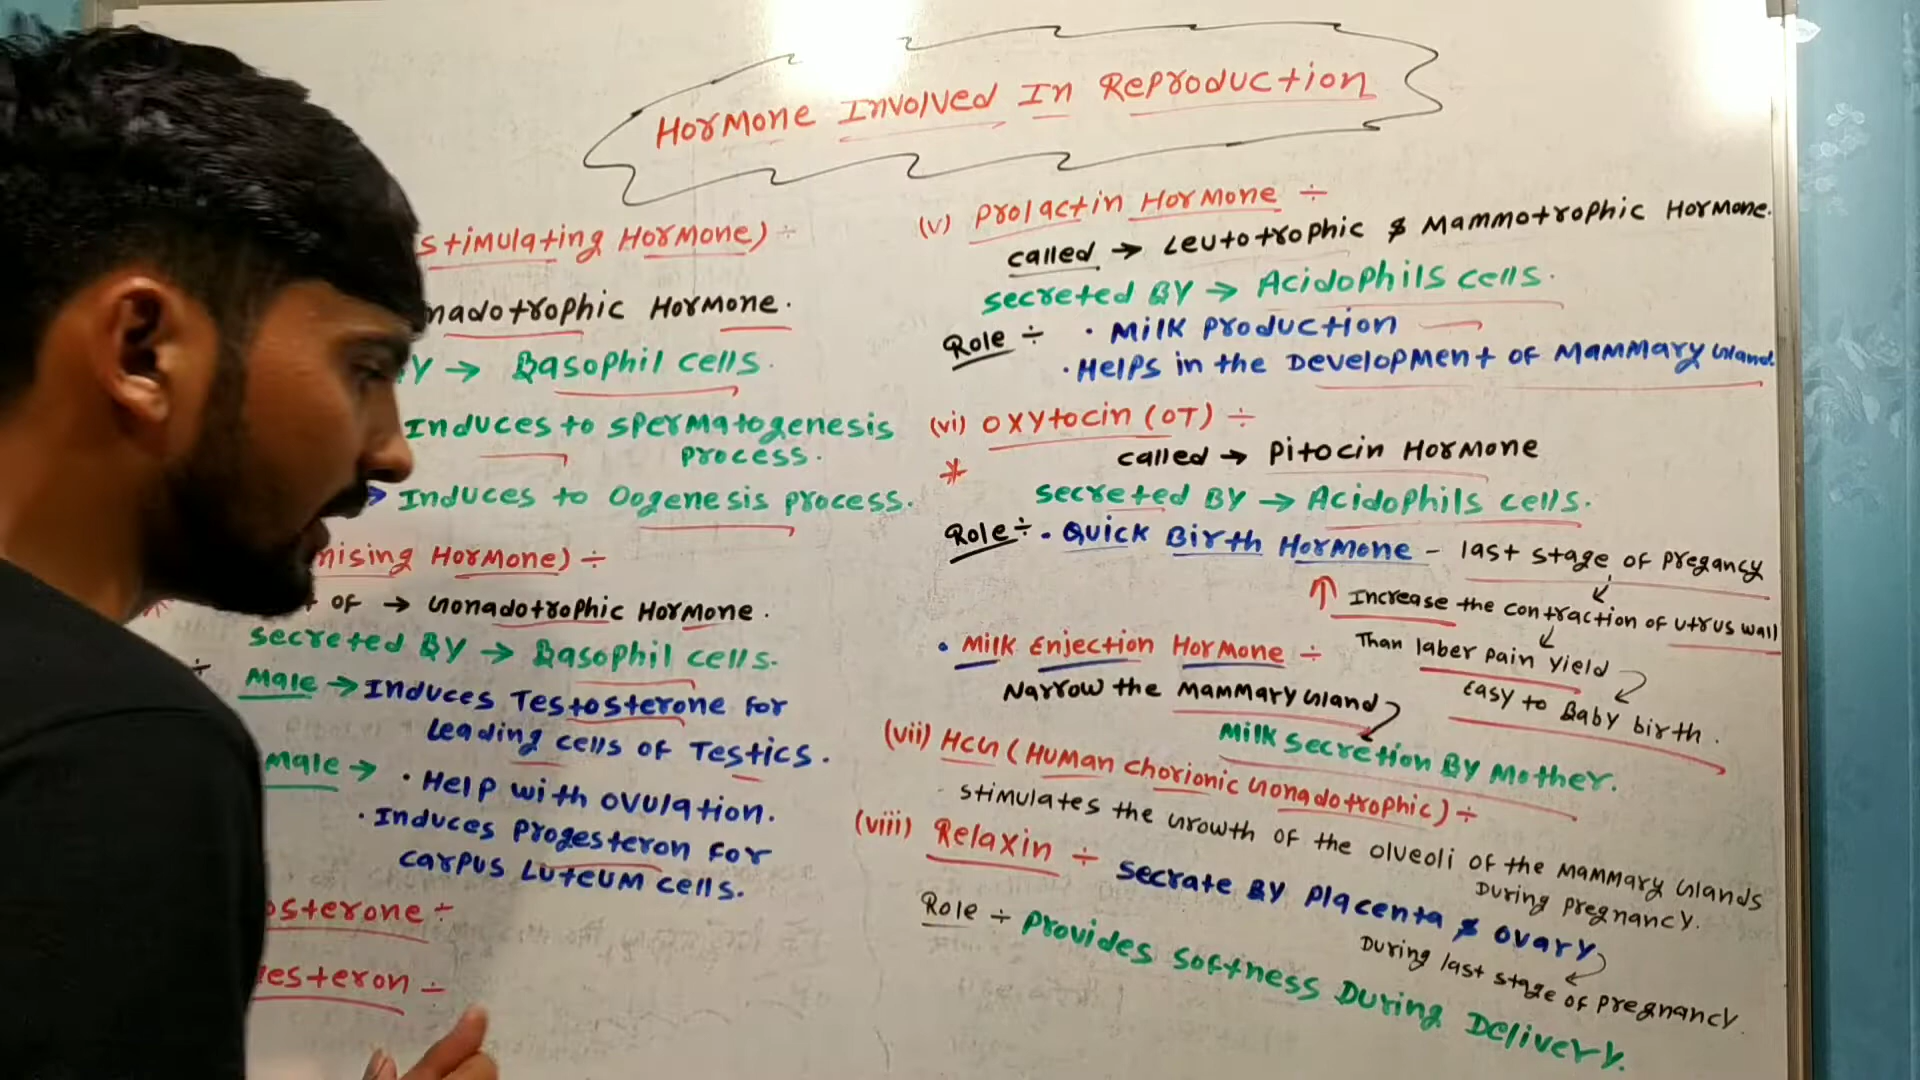 Hormone Involved In Reproduction
stimulating Hormone) ÷
nadotrophic Hormone.
Y → Basophil cells.
Induces to spermatogenesis
process.
→ Induces to Oogenesis process.
nising Hormone) ÷
of → Gonadotrophic Hormone.
secreted By → Basophil cells.
÷ Male → Induces Testosterone for
Leading cells of Testics.
Male → • Help with ovulation.
• Induces Progesteron for
carpus Luteum cells.
osterone ÷
esteron ÷
(v) Prolactin Hormone ÷
called → Leutotrophic & Mammotrophic Hormone.
secreted By → Acidophils cells.
Role ÷ • Milk production
• Helps in the Development of Mammary Gland.
(vi) Oxytocin (OT) ÷
* called → Pitocin Hormone
secreted By → Acidophils cells.
Role ÷ • Quick Birth Hormone - last stage of pregancy
↑ Increase the contraction of utrus wall
Than laber pain yield
easy to Baby birth.
• Milk Enjection Hormone ÷
Narrow the mammary Gland
Milk secretion By Mother.
(vii) HCG (Human Chorionic Gonadotrophic) ÷
stimulates the Growth of the olveoli of the mammary Glands
During pregnancy.
(viii) Relaxin ÷ secrate By Placenta & ovary
During last stage of pregnancy.
Role ÷ Provides Softness During Delivery.